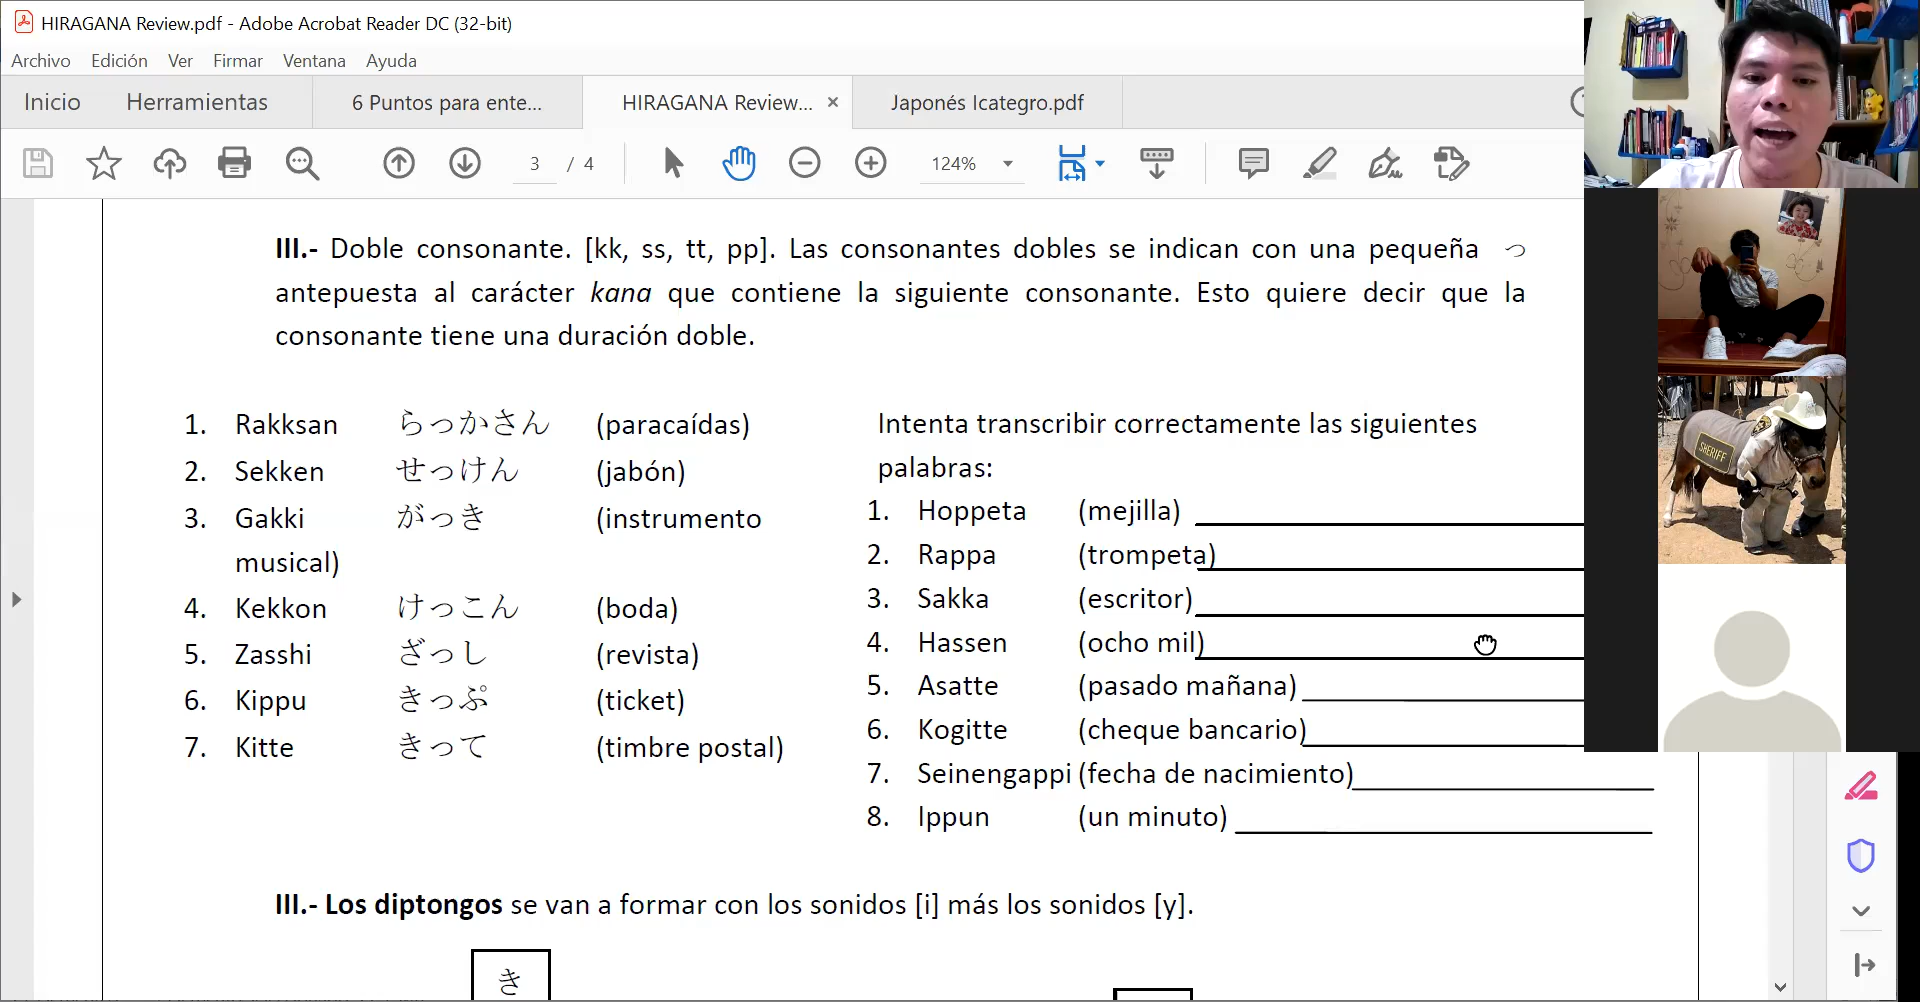 HIRAGANA Review.pdf - Adobe Acrobat Reader DC (32-bit)
Archivo Edición Ver Firmar Ventana Ayuda
Inicio Herramientas 6 Puntos para ente... HIRAGANA Review... × Japonés Icategro.pdf
3 / 4 124%
III.- Doble consonante. [kk, ss, tt, pp]. Las consonantes dobles se indican con una pequeña っ
antepuesta al carácter kana que contiene la siguiente consonante. Esto quiere decir que la
consonante tiene una duración doble.
1. Rakksan らっかさん (paracaídas)
2. Sekken せっけん (jabón)
3. Gakki がっき (instrumento
musical)
4. Kekkon けっこん (boda)
5. Zasshi ざっし (revista)
6. Kippu きっぷ (ticket)
7. Kitte きって (timbre postal)
Intenta transcribir correctamente las siguientes
palabras:
1. Hoppeta (mejilla)
2. Rappa (trompeta)
3. Sakka (escritor)
4. Hassen (ocho mil)
5. Asatte (pasado mañana)
6. Kogitte (cheque bancario)
7. Seinengappi (fecha de nacimiento)
8. Ippun (un minuto)
III.- Los diptongos se van a formar con los sonidos [i] más los sonidos [y].
き
SHERIFF